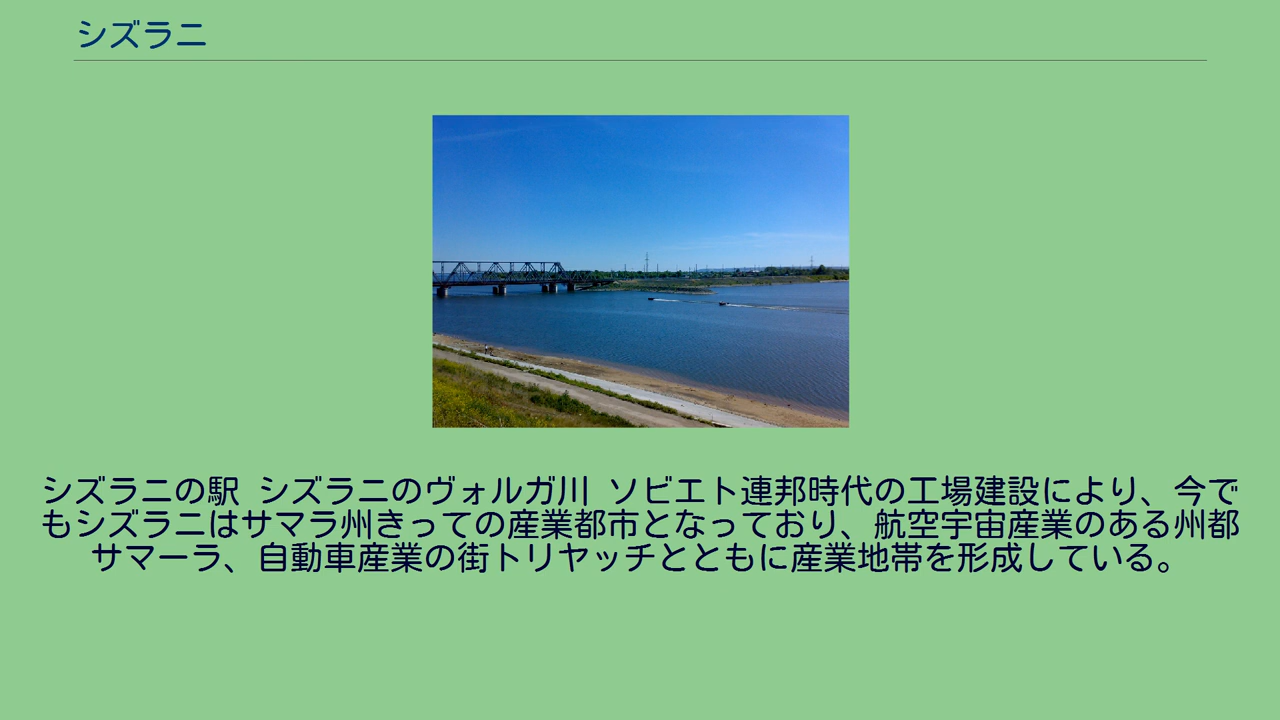 シズラニ
シズラニの駅 シズラニのヴォルガ川 ソビエト連邦時代の工場建設により、今で
もシズラニはサマラ州きっての産業都市となっており、航空宇宙産業のある州都
サマーラ、自動車産業の街トリヤッチとともに産業地帯を形成している。